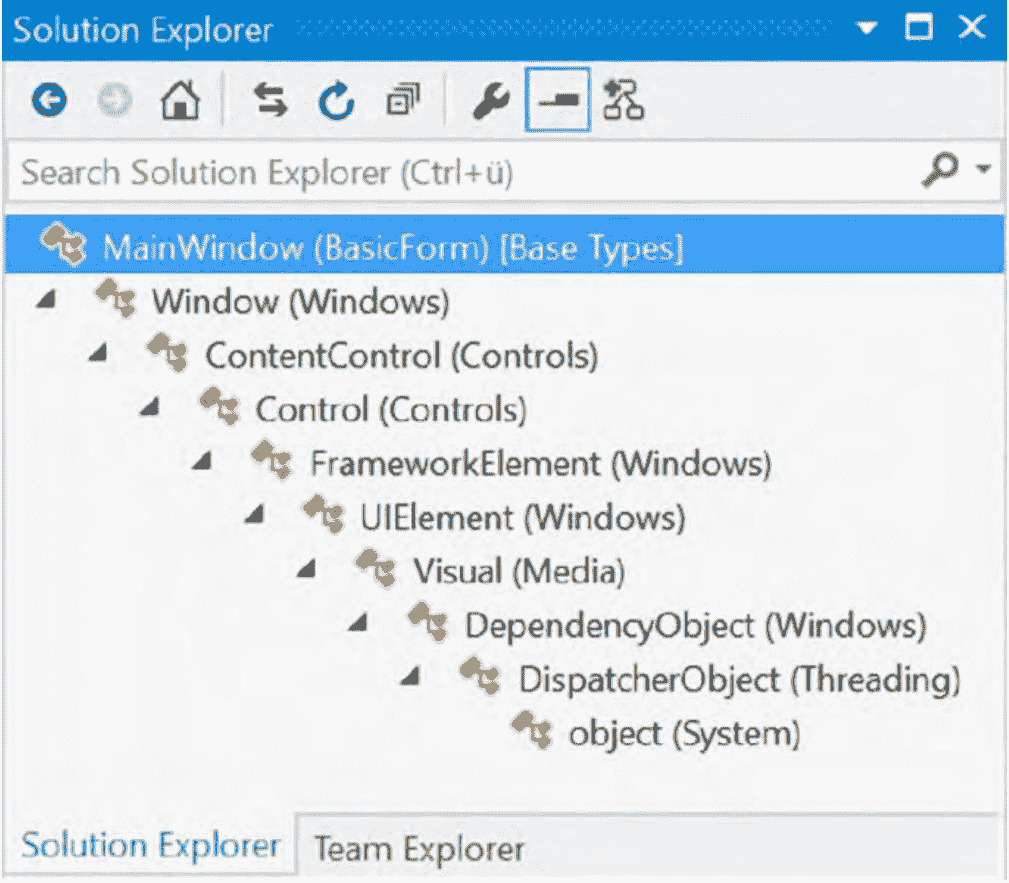 Solution Explorer
Search Solution Explorer (Ctrl+ü)
MainWindow (BasicForm) [Base Types]
Window (Windows)
ContentControl (Controls)
Control (Controls)
FrameworkElement (Windows)
UIElement (Windows)
Visual (Media)
DependencyObject (Windows)
DispatcherObject (Threading)
object (System)
Solution Explorer Team Explorer